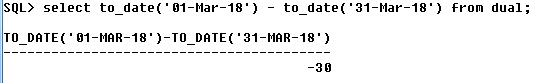 SQL> select to_date('01-Mar-18') - to_date('31-Mar-18') from dual;
TO_DATE('01-MAR-18')-TO_DATE('31-MAR-18')
-----------------------------------------
-30